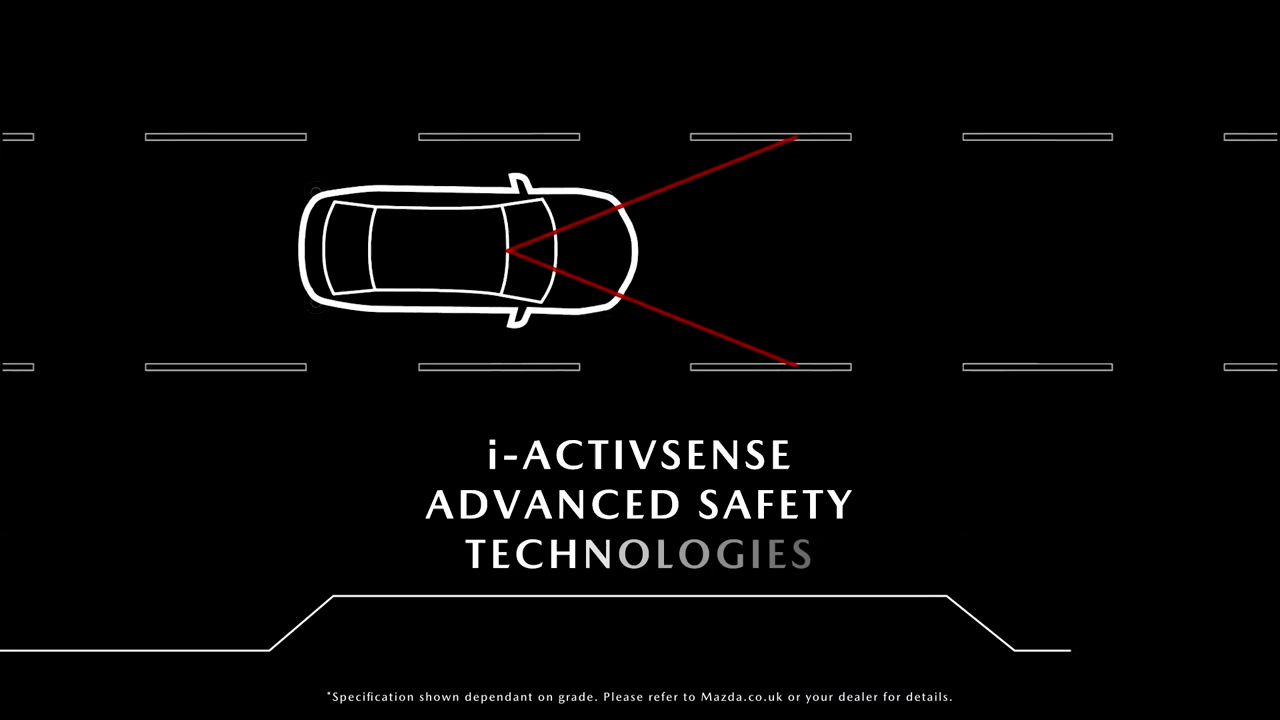 i-ACTIVSENSE
ADVANCED SAFETY
TECHNOLOGIES
*Specification shown dependant on grade. Please refer to Mazda.co.uk or your dealer for details.